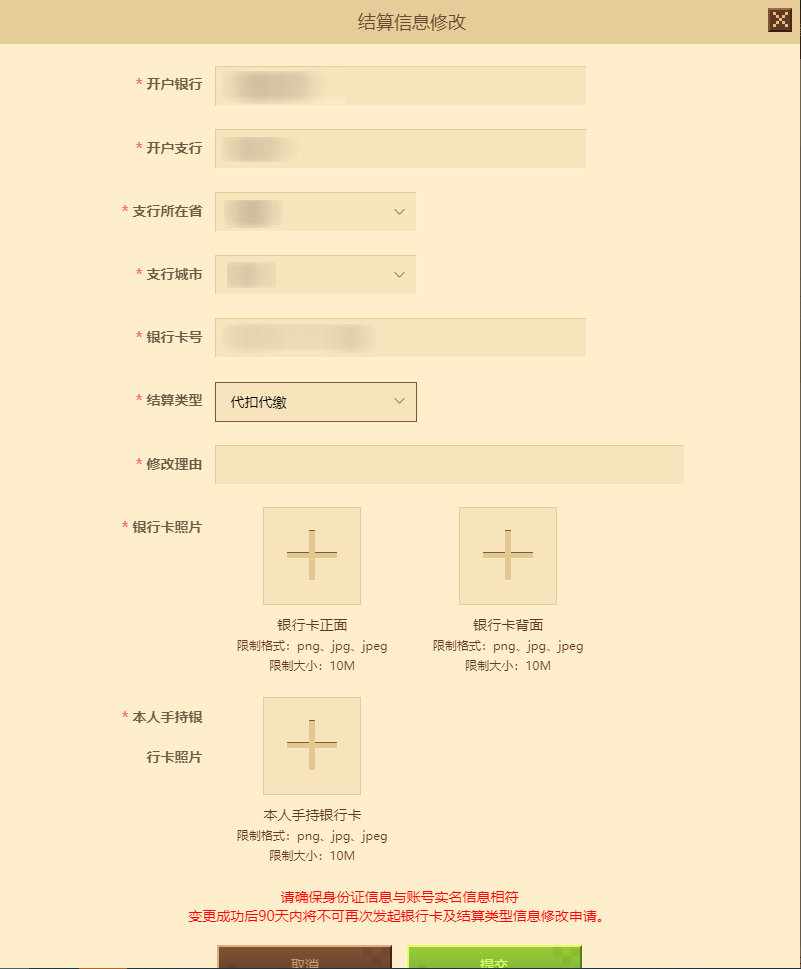 结算信息修改
* 开户银行
* 开户支行
* 支行所在省
* 支行城市
* 银行卡号
* 结算类型 代扣代缴
* 修改理由
* 银行卡照片
银行卡正面 银行卡背面
限制格式：png、jpg、jpeg 限制格式：png、jpg、jpeg
限制大小：10M 限制大小：10M
* 本人手持银
行卡照片
本人手持银行卡
限制格式：png、jpg、jpeg
限制大小：10M
请确保身份证信息与账号实名信息相符
变更成功后90天内将不可再次发起银行卡及结算类型信息修改申请。
取消 提交